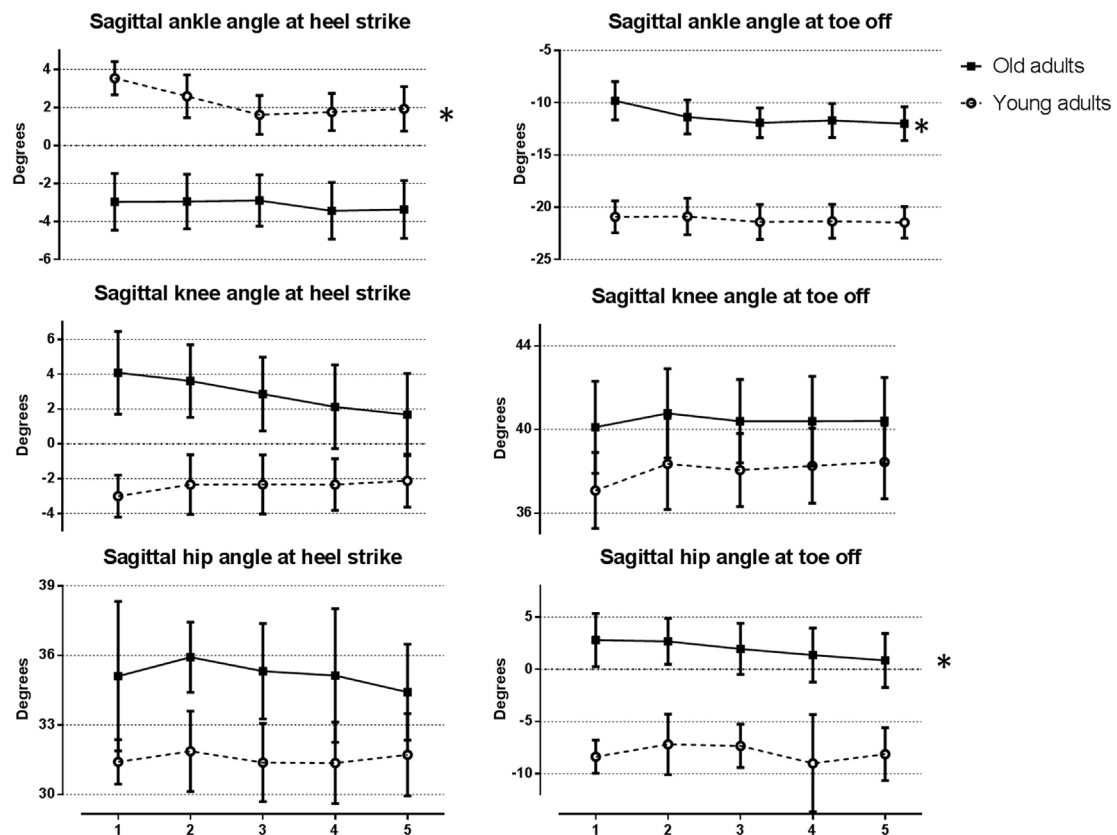 Sagittal ankle angle at heel strike
Degrees
4
2
0
-2
-4
-6
*
Sagittal ankle angle at toe off
Degrees
-5
-10
-15
-20
-25
*
Old adults
Young adults
Sagittal knee angle at heel strike
Degrees
6
4
2
0
-2
-4
Sagittal knee angle at toe off
Degrees
44
40
36
Sagittal hip angle at heel strike
Degrees
39
36
33
30
1 2 3 4 5
Sagittal hip angle at toe off
Degrees
5
0
-5
-10
*
1 2 3 4 5